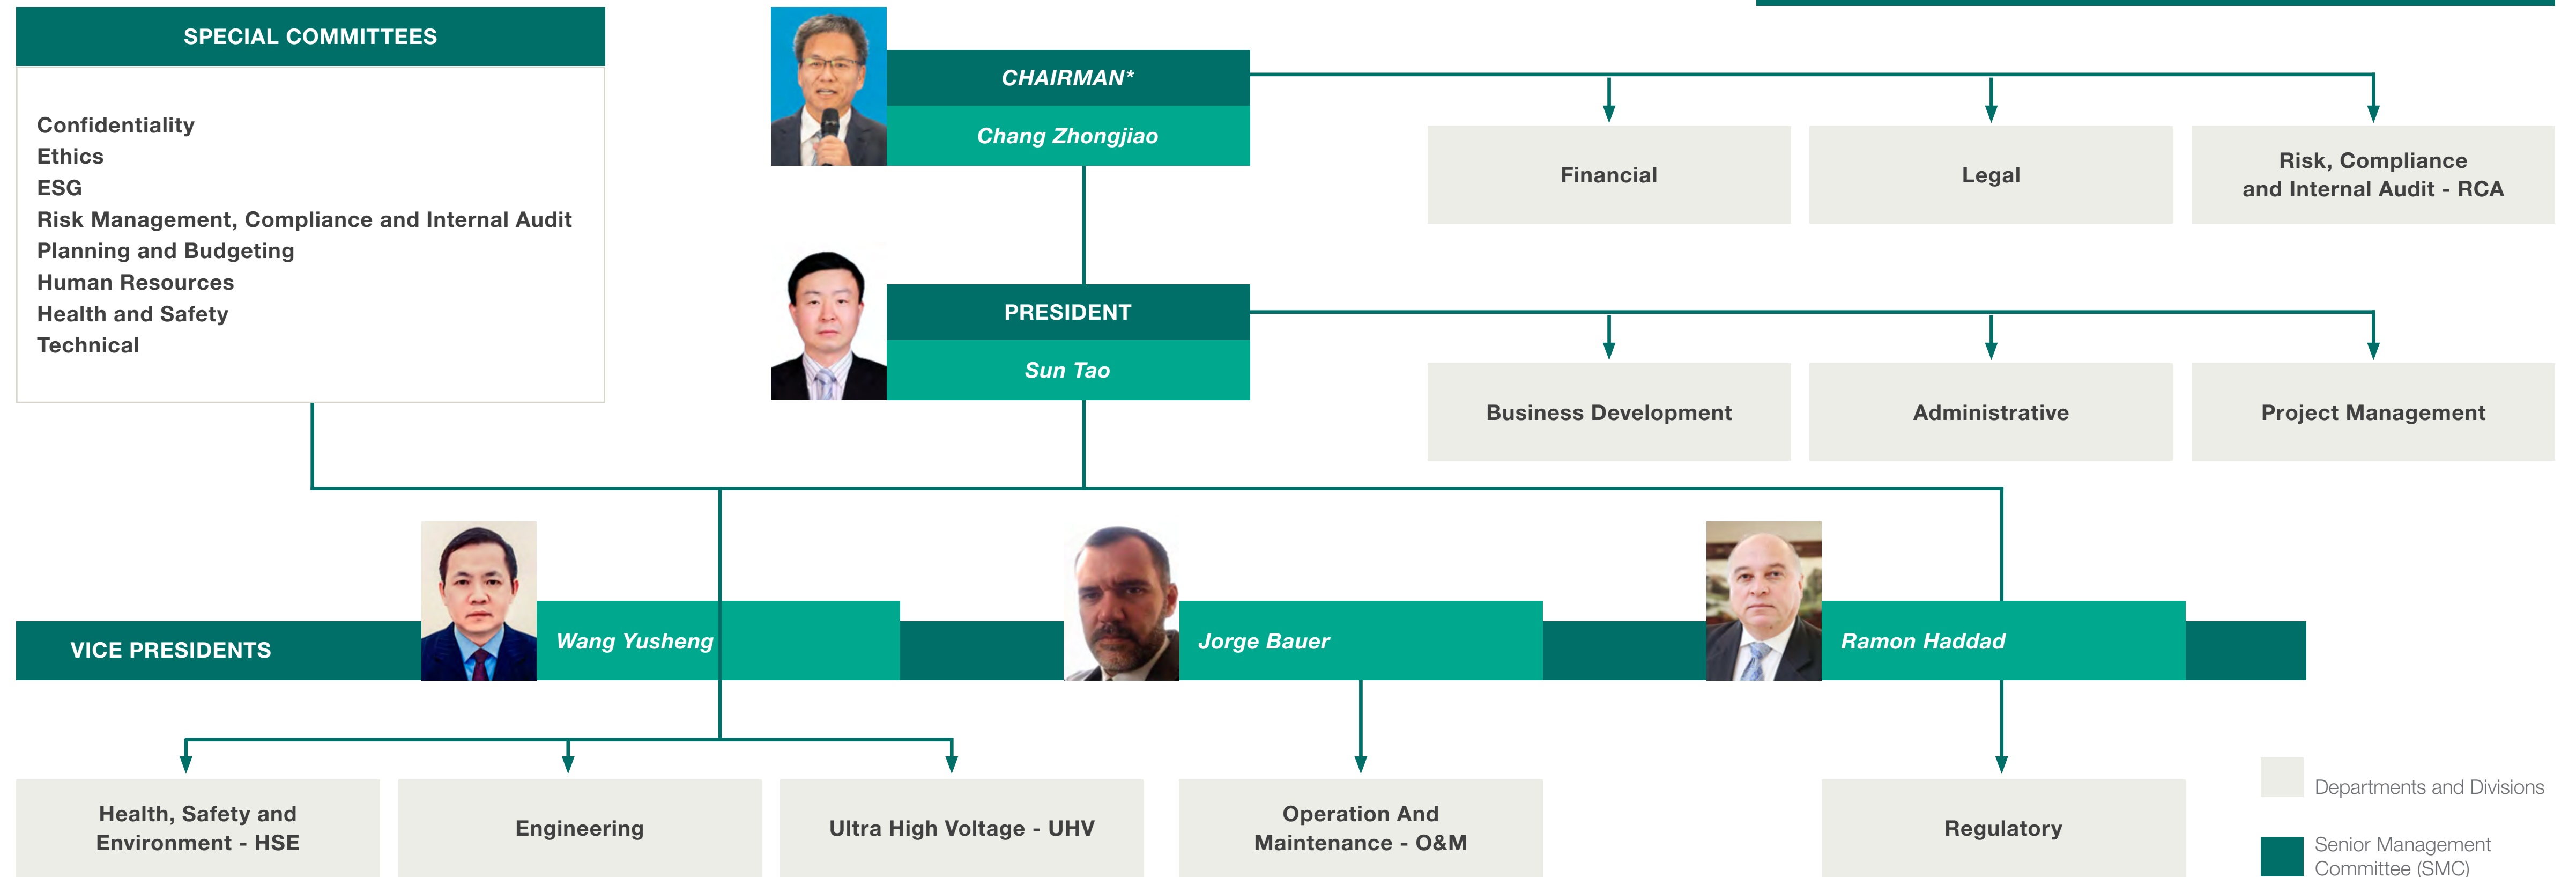 SPECIAL COMMITTEES
Confidentiality
Ethics
ESG
Risk Management, Compliance and Internal Audit
Planning and Budgeting
Human Resources
Health and Safety
Technical
CHAIRMAN*
Chang Zhongjiao
Financial
Legal
Risk, Compliance
and Internal Audit - RCA
PRESIDENT
Sun Tao
Business Development
Administrative
Project Management
VICE PRESIDENTS
Wang Yusheng
Jorge Bauer
Ramon Haddad
Health, Safety and
Environment - HSE
Engineering
Ultra High Voltage - UHV
Operation And
Maintenance - O&M
Regulatory
Departments and Divisions
Senior Management
Committee (SMC)